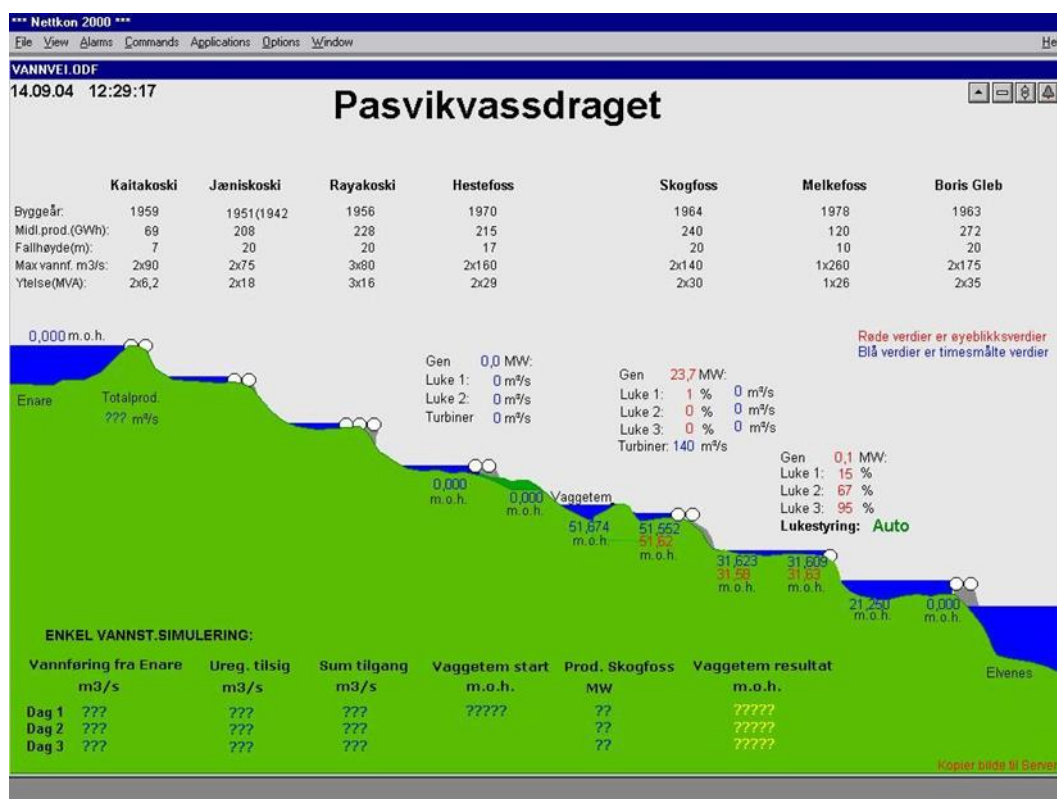 *** Nettkon 2000 ***
File View Alarms Commands Applications Options Window He
VANNVEI.ODF
14.09.04 12:29:17
Pasvikvassdraget
Kaitakoski Jæniskoski Rayakoski Hestefoss Skogfoss Melkefoss Boris Gleb
Byggeår: 1959 1951(1942 1956 1970 1964 1978 1963
Midl.prod.(GWh): 69 208 228 215 240 120 272
Fallhøyde(m): 7 20 20 17 20 10 20
Max vannf. m3/s: 2x90 2x75 3x80 2x160 2x140 1x260 2x175
Ytelse(MVA): 2x6,2 2x18 3x16 2x29 2x30 1x26 2x35
0,000 m.o.h.
Røde verdier er øyeblikksverdier
Blå verdier er timesmålte verdier
Enare
Totalprod.
??? m³/s
Gen 0,0 MW:
Luke 1: 0 m³/s
Luke 2: 0 m³/s
Turbiner 0 m³/s
Gen 23,7 MW:
Luke 1: 1 % 0 m³/s
Luke 2: 0 % 0 m³/s
Luke 3: 0 % 0 m³/s
Turbiner: 140 m³/s
Gen 0,1 MW:
Luke 1: 15 %
Luke 2: 67 %
Luke 3: 95 %
Lukestyring: Auto
0,000
m.o.h.
0,000
m.o.h.
Vaggetem
51,674
m.o.h.
51,552
51,62
m.o.h.
31,623
31,58
m.o.h.
31,609
31,63
m.o.h.
21,250
m.o.h.
0,000
m.o.h.
Elvenes
ENKEL VANNST.SIMULERING:
Vannføring fra Enare Ureg. tilsig Sum tilgang Vaggetem start Prod. Skogfoss Vaggetem resultat
m3/s m3/s m3/s m.o.h. MW m.o.h.
Dag 1 ??? ??? ??? ????? ?? ?????
Dag 2 ??? ??? ??? ?? ?????
Dag 3 ??? ??? ??? ?? ?????
Kopier bilde til Server